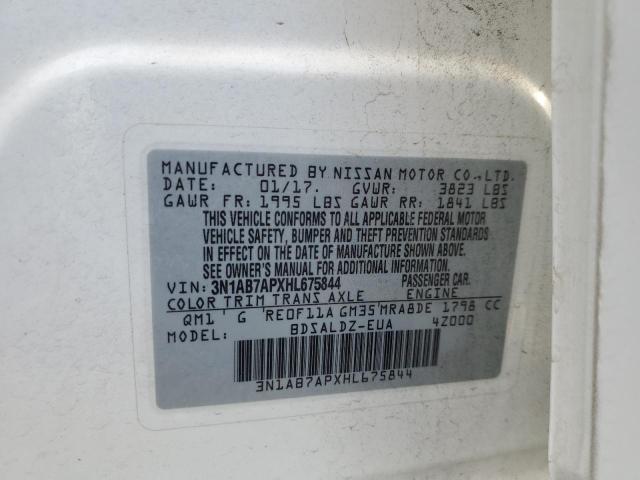 MANUFACTURED BY NISSAN MOTOR CO.,LTD.
DATE: 01/17. GVWR: 3823 LBS
GAWR FR: 1995 LBS GAWR RR: 1841 LBS
THIS VEHICLE CONFORMS TO ALL APPLICABLE FEDERAL MOTOR
VEHICLE SAFETY, BUMPER AND THEFT PREVENTION STANDARDS
IN EFFECT ON THE DATE OF MANUFACTURE SHOWN ABOVE.
SEE OWNER'S MANUAL FOR ADDITIONAL INFORMATION.
VIN: 3N1AB7APXHL675844 PASSENGER CAR.
COLOR TRIM TRANS AXLE ENGINE
QM1 G RE0F11A GM35 MRA8DE 1798 CC
MODEL: BDSALDZ-EUA 4Z000
3N1AB7APXHL675844